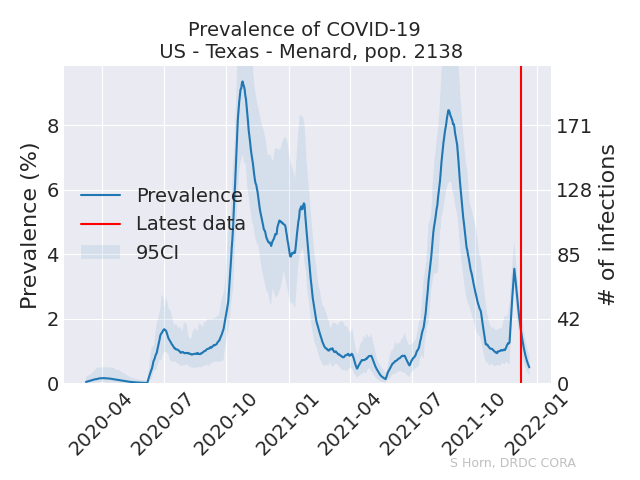 Prevalence of COVID-19
US - Texas - Menard, pop. 2138
Prevalence (%)
8
6
4
2
0
Prevalence
Latest data
95CI
171
128
85
42
0
# of infections
2020-04
2020-07
2020-10
2021-01
2021-04
2021-07
2021-10
2022-01
S Horn, DRDC CORA